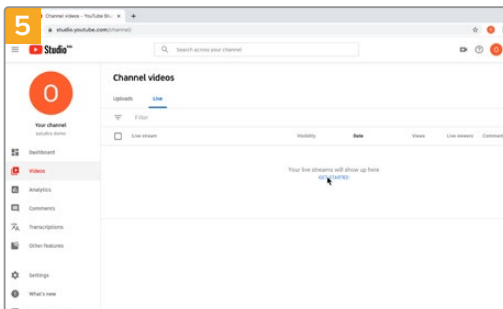 5
Channel videos - YouTube Stu
studio.youtube.com/channel/
Studio
Search across your channel
O
Your channel
Channel videos
Uploads Live
Filter
Live stream Visibility Date Views Live viewers Comment
Your live streams will show up here
GET STARTED
Dashboard
Videos
Analytics
Comments
Transcriptions
Other features
Settings
What's new